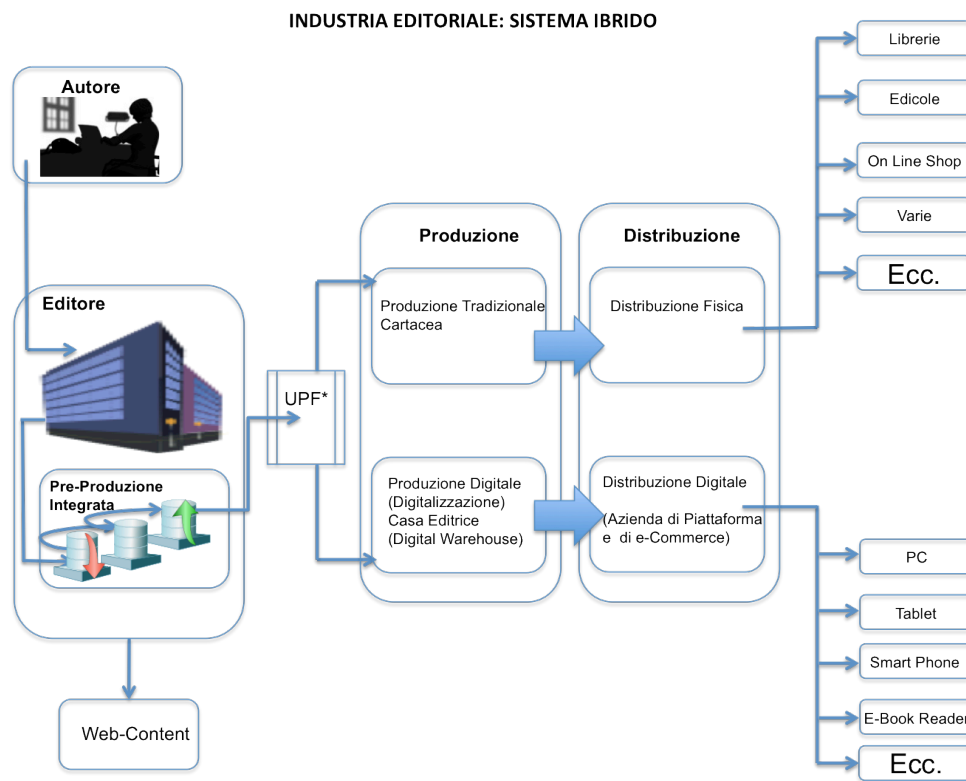 INDUSTRIA EDITORIALE: SISTEMA IBRIDO
Autore
Editore
Pre-Produzione
Integrata
Web-Content
UPF*
Produzione
Produzione Tradizionale
Cartacea
Produzione Digitale
(Digitalizzazione)
Casa Editrice
(Digital Warehouse)
Distribuzione
Distribuzione Fisica
Distribuzione Digitale
(Azienda di Piattaforma
e di e-Commerce)
Librerie
Edicole
On Line Shop
Varie
Ecc.
PC
Tablet
Smart Phone
E-Book Reader
Ecc.